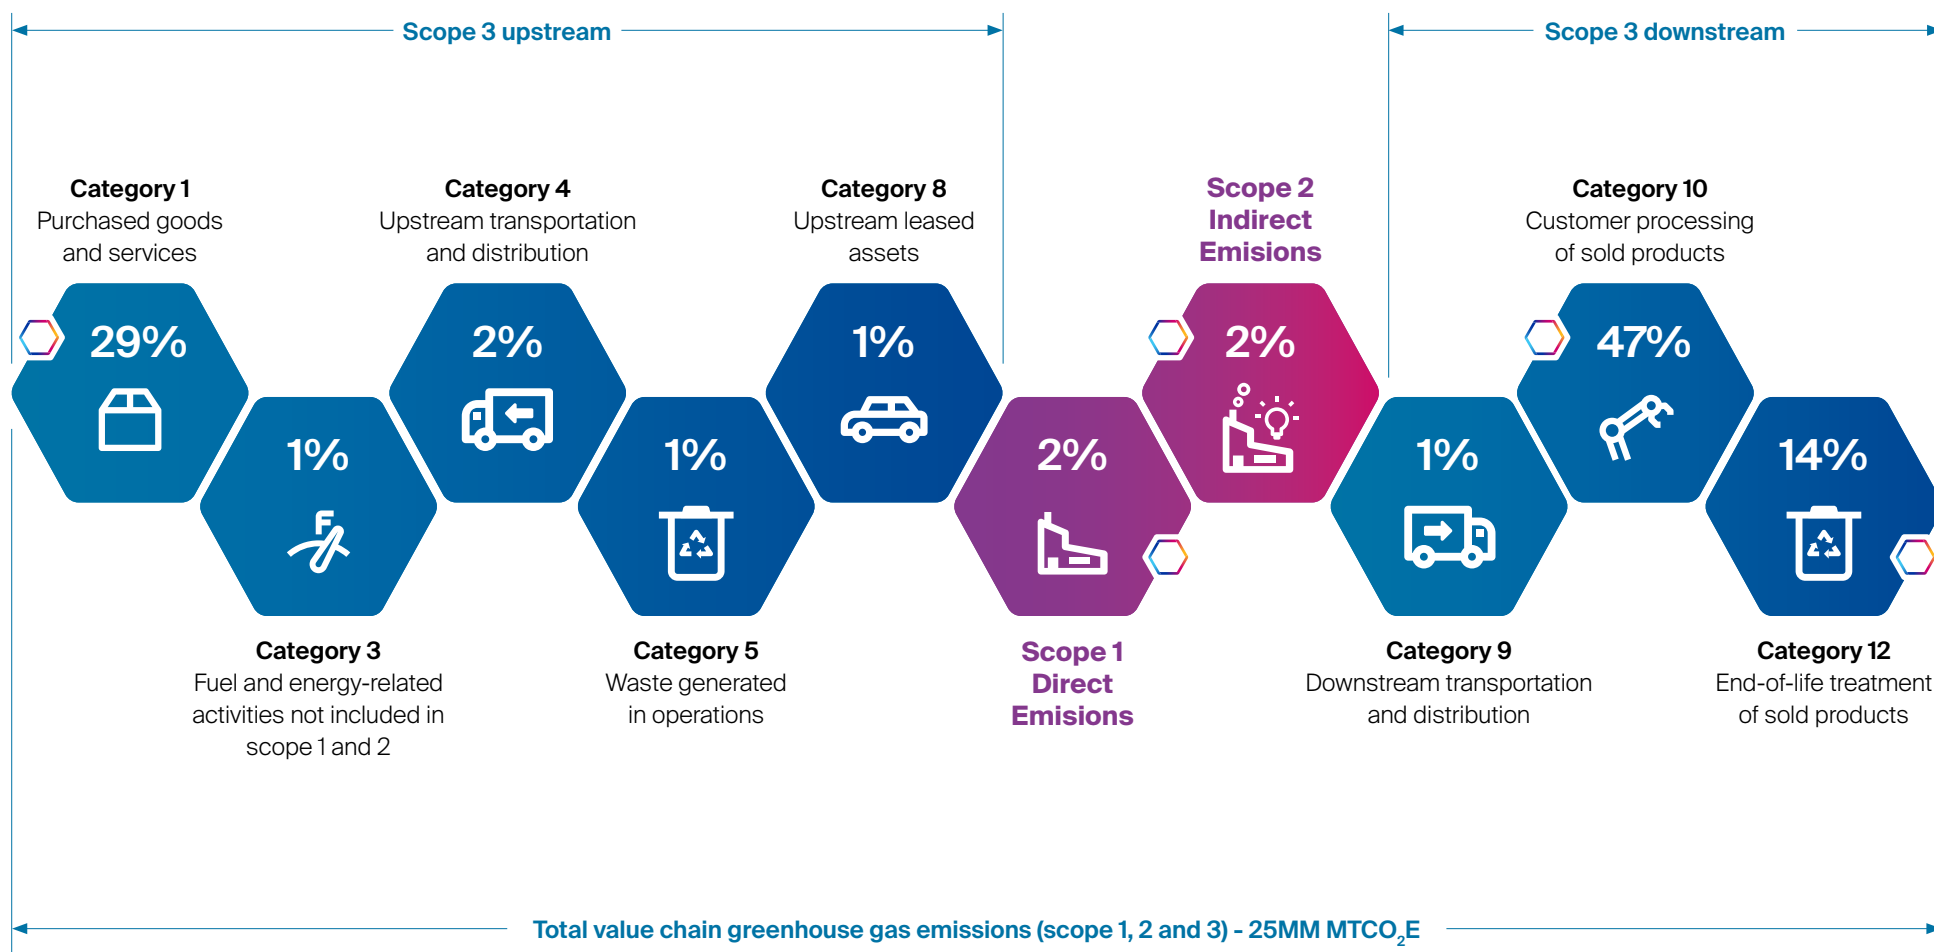 Scope 3 upstream
Scope 3 downstream
Category 1
Purchased goods
and services
29%
Category 3
Fuel and energy-related
activities not included in
scope 1 and 2
1%
F
Category 4
Upstream transportation
and distribution
2%
Category 5
Waste generated
in operations
1%
Category 8
Upstream leased
assets
1%
Scope 1
Direct
Emisions
2%
Scope 2
Indirect
Emisions
2%
Category 9
Downstream transportation
and distribution
1%
Category 10
Customer processing
of sold products
47%
Category 12
End-of-life treatment
of sold products
14%
Total value chain greenhouse gas emissions (scope 1, 2 and 3) - 25MM MTCO₂E